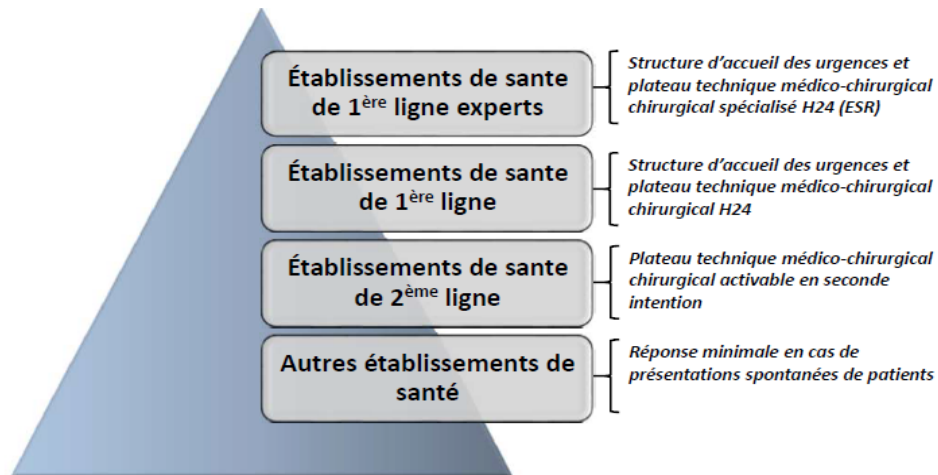 Établissements de sante
de 1ère ligne experts
Structure d’accueil des urgences et
plateau technique médico-chirurgical
chirurgical spécialisé H24 (ESR)
Établissements de sante
de 1ère ligne
Structure d’accueil des urgences et
plateau technique médico-chirurgical
chirurgical H24
Établissements de sante
de 2ème ligne
Plateau technique médico-chirurgical
chirurgical activable en seconde
intention
Autres établissements de
santé
Réponse minimale en cas de
présentations spontanées de patients